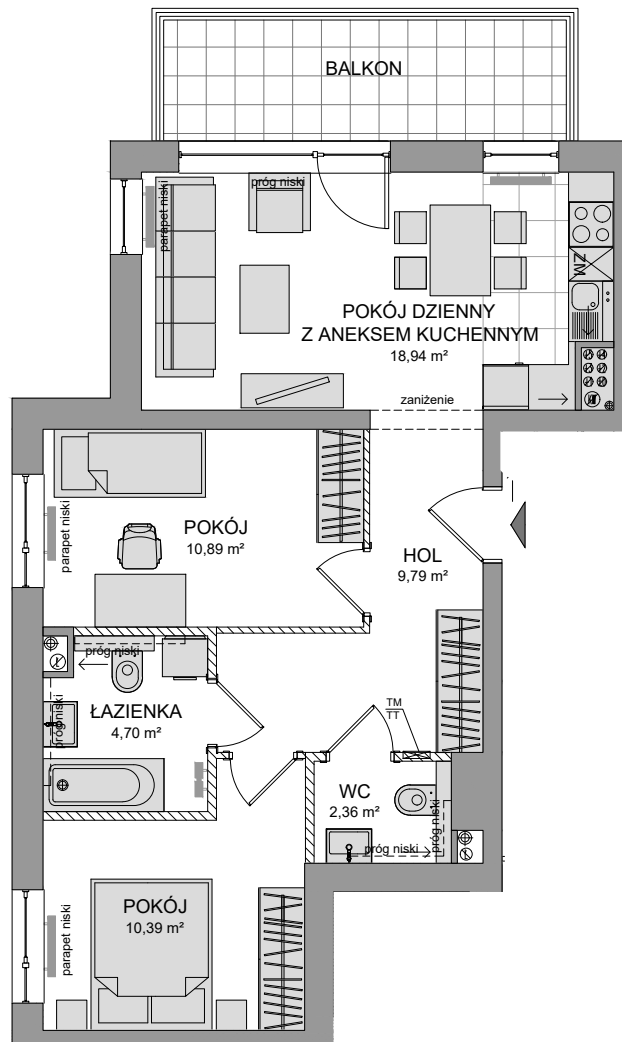 BALKON
próg niski
parapet niski
ZM
POKÓJ DZIENNY
Z ANEKSEM KUCHENNYM
18,94 m²
zaniżenie
POKÓJ
10,89 m²
parapet niski
HOL
9,79 m²
próg niski
próg niski
ŁAZIENKA
4,70 m²
TM
TT
WC
2,36 m²
próg niski
próg niski
POKÓJ
10,39 m²
parapet niski